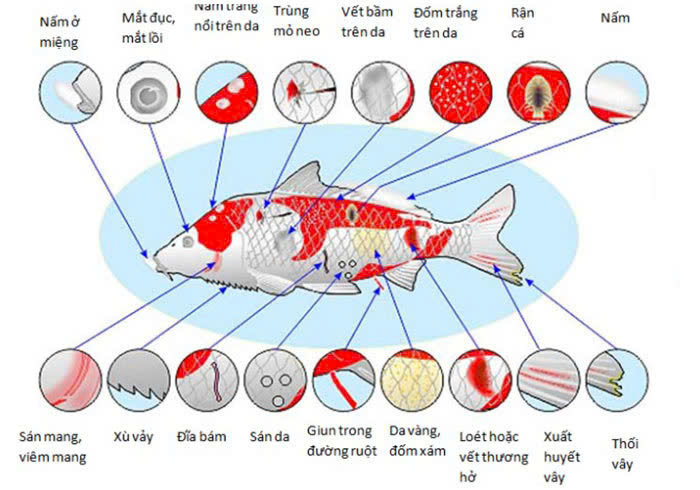 Nấm ở
miệng
Mắt đục,
mắt lồi
Nấm trắng
nổi trên da
Trùng
mỏ neo
Vết bầm
trên da
Đốm trắng
trên da
Rận
cá
Nấm
Sán mang,
viêm mang
Xù vảy
Đĩa bám
Sán da
Giun trong
đường ruột
Da vàng,
đốm xám
Loét hoặc
vết thương
hở
Xuất
huyết
vây
Thối
vây